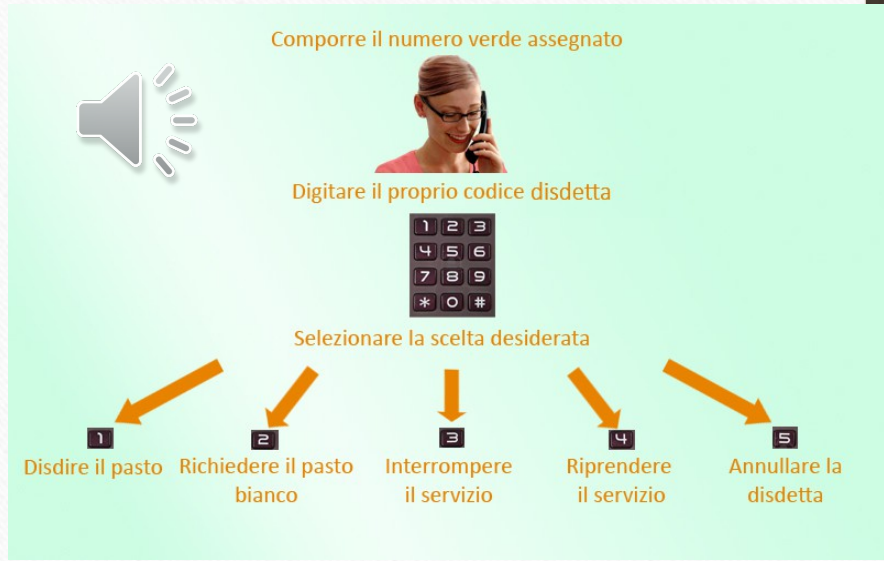 Comporre il numero verde assegnato
Digitare il proprio codice disdetta
1 2 3
4 5 6
7 8 9
* 0 #
Selezionare la scelta desiderata
1
Disdire il pasto
2
Richiedere il pasto
bianco
3
Interrompere
il servizio
4
Riprendere
il servizio
5
Annullare la
disdetta